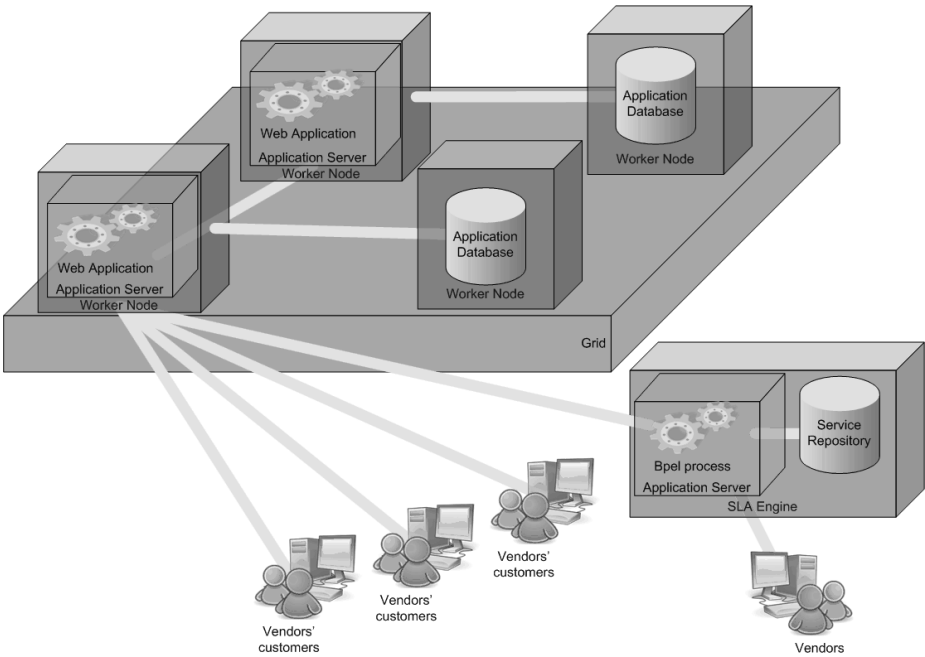 Web Application
Application Server
Worker Node
Application
Database
Worker Node
Web Application
Application Server
Worker Node
Application
Database
Worker Node
Grid
Bpel process
Application Server
Service
Repository
SLA Engine
Vendors'
customers
Vendors'
customers
Vendors'
customers
Vendors